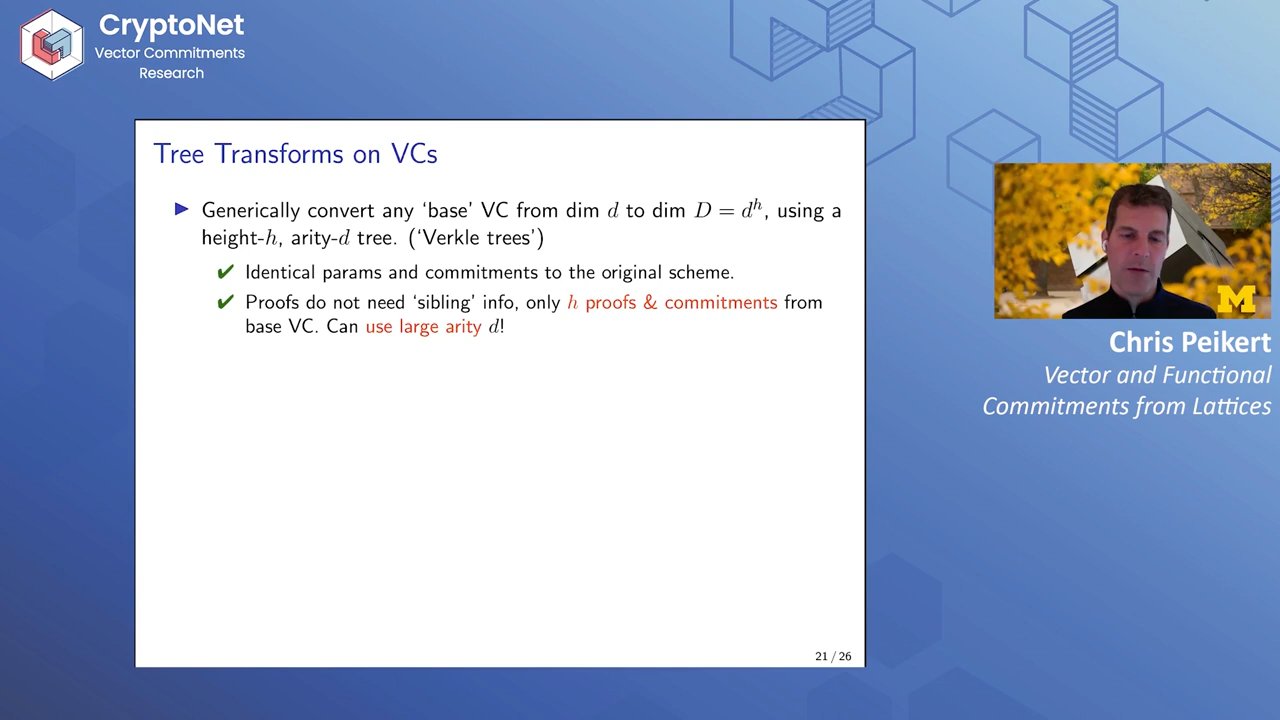 CryptoNet
Vector Commitments
Research
Tree Transforms on VCs
▶ Generically convert any ‘base’ VC from dim d to dim D = d^h, using a
height-h, arity-d tree. (‘Verkle trees’)
✔ Identical params and commitments to the original scheme.
✔ Proofs do not need ‘sibling’ info, only h proofs & commitments from
base VC. Can use large arity d!
21 / 26
M
Chris Peikert
Vector and Functional
Commitments from Lattices